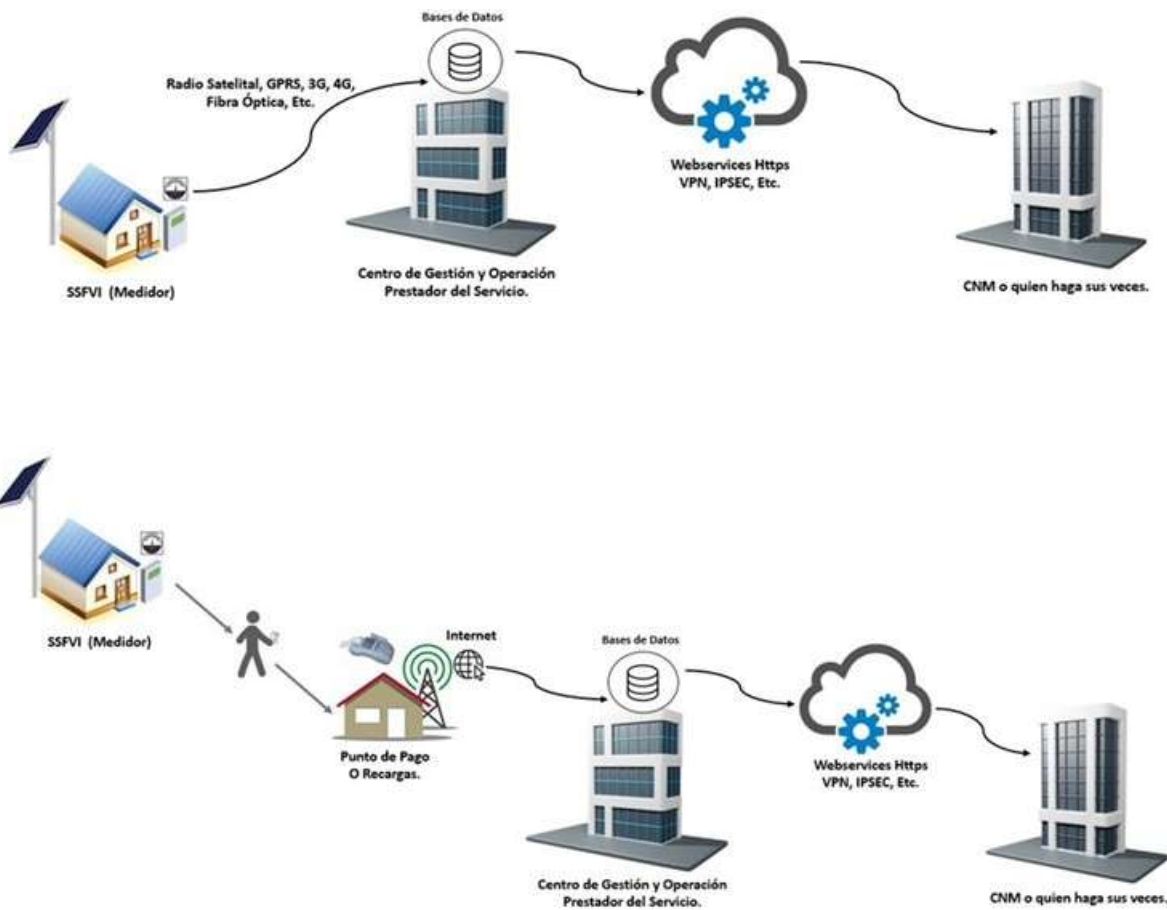 Bases de Datos
Radio Satelital, GPRS, 3G, 4G,
Fibra Óptica, Etc.
Webservices Https
VPN, IPSEC, Etc.
SSFVI (Medidor)
Centro de Gestión y Operación
Prestador del Servicio.
CNM o quien haga sus veces.
SSFVI (Medidor)
Internet
Bases de Datos
Punto de Pago
O Recargas.
Webservices Https
VPN, IPSEC, Etc.
Centro de Gestión y Operación
Prestador del Servicio.
CNM o quien haga sus veces.